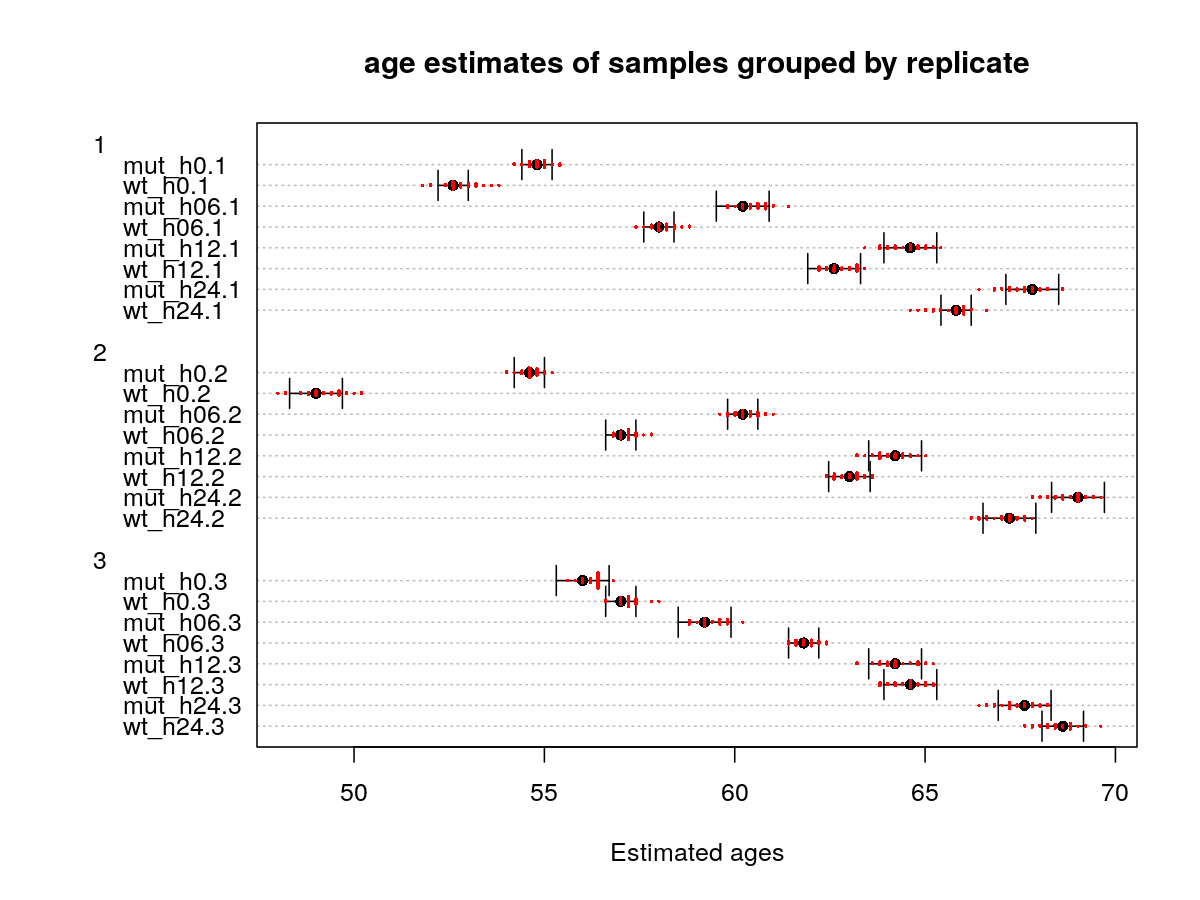 age estimates of samples grouped by replicate
1
mut_h0.1
wt_h0.1
mut_h06.1
wt_h06.1
mut_h12.1
wt_h12.1
mut_h24.1
wt_h24.1
2
mut_h0.2
wt_h0.2
mut_h06.2
wt_h06.2
mut_h12.2
wt_h12.2
mut_h24.2
wt_h24.2
3
mut_h0.3
wt_h0.3
mut_h06.3
wt_h06.3
mut_h12.3
wt_h12.3
mut_h24.3
wt_h24.3
50 55 60 65 70
Estimated ages